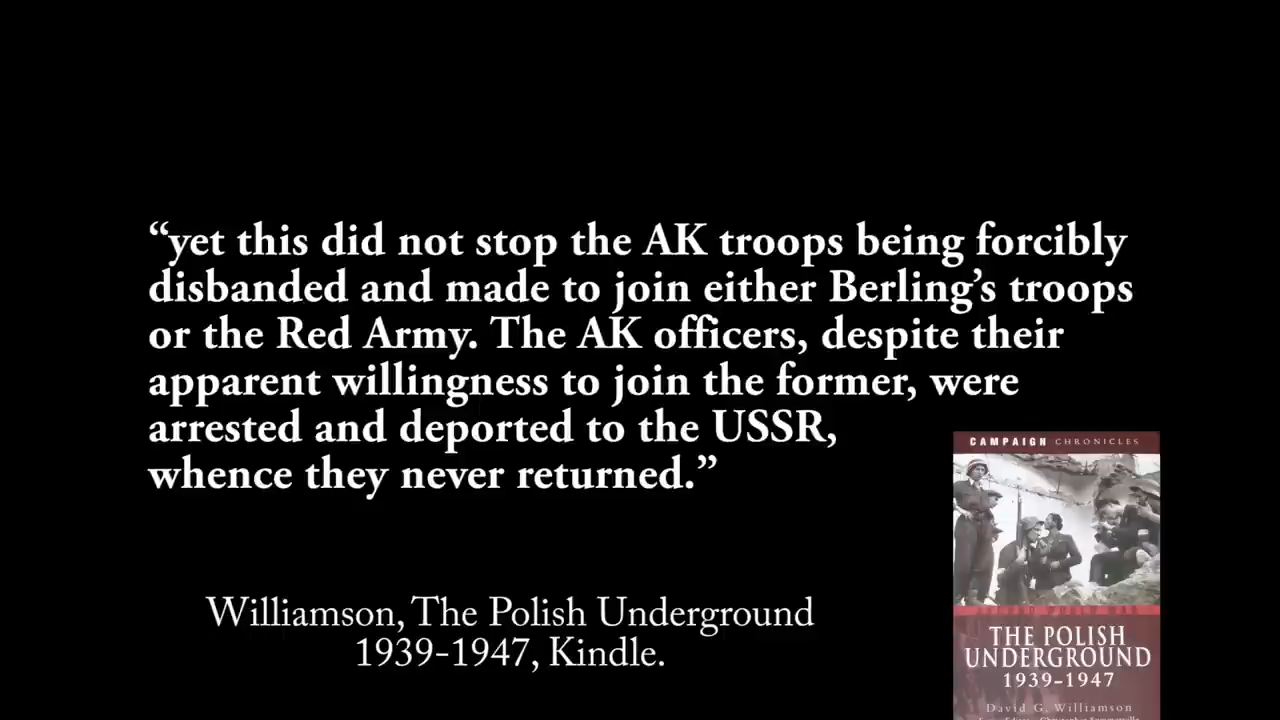 “yet this did not stop the AK troops being forcibly
disbanded and made to join either Berling’s troops
or the Red Army. The AK officers, despite their
apparent willingness to join the former, were
arrested and deported to the USSR,
whence they never returned.”
Williamson, The Polish Underground
1939-1947, Kindle.
CAMPAIGN CHRONICLES
THE POLISH
UNDERGROUND
1939-1947
David G. Williamson